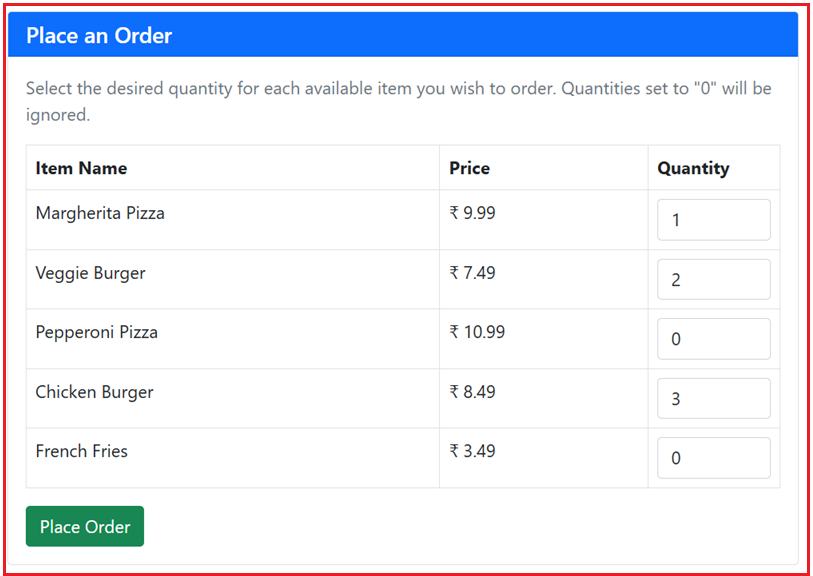 Place an Order
Select the desired quantity for each available item you wish to order. Quantities set to "0" will be
ignored.
Item Name Price Quantity
Margherita Pizza ₹ 9.99 1
Veggie Burger ₹ 7.49 2
Pepperoni Pizza ₹ 10.99 0
Chicken Burger ₹ 8.49 3
French Fries ₹ 3.49 0
Place Order